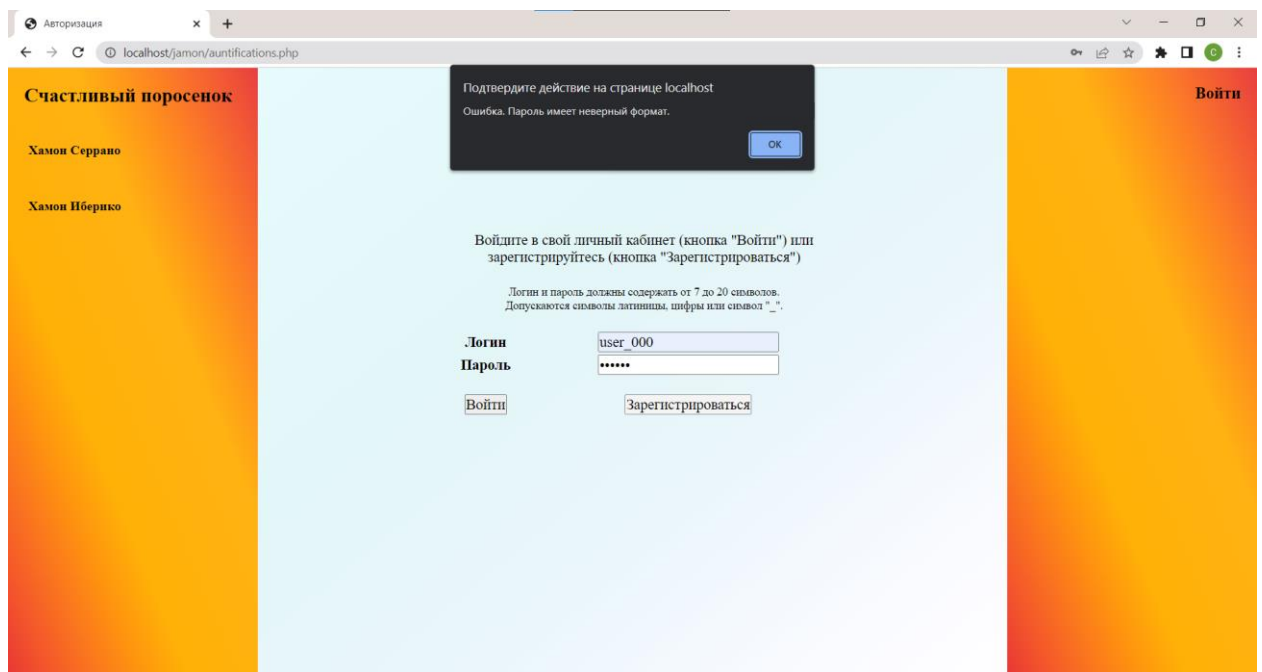 Авторизация
localhost/jamon/auntifications.php
C
Счастливый поросенок
Войти
Хамон Серрано
Хамон Иберико
Подтвердите действие на странице localhost
Ошибка. Пароль имеет неверный формат.
ОК
Войдите в свой личный кабинет (кнопка "Войти") или
зарегистрируйтесь (кнопка "Зарегистрироваться")
Логин и пароль должны содержать от 7 до 20 символов.
Допускаются символы латиницы, цифры или символ "_".
Логин user_000
Пароль ••••••
Войти Зарегистрироваться